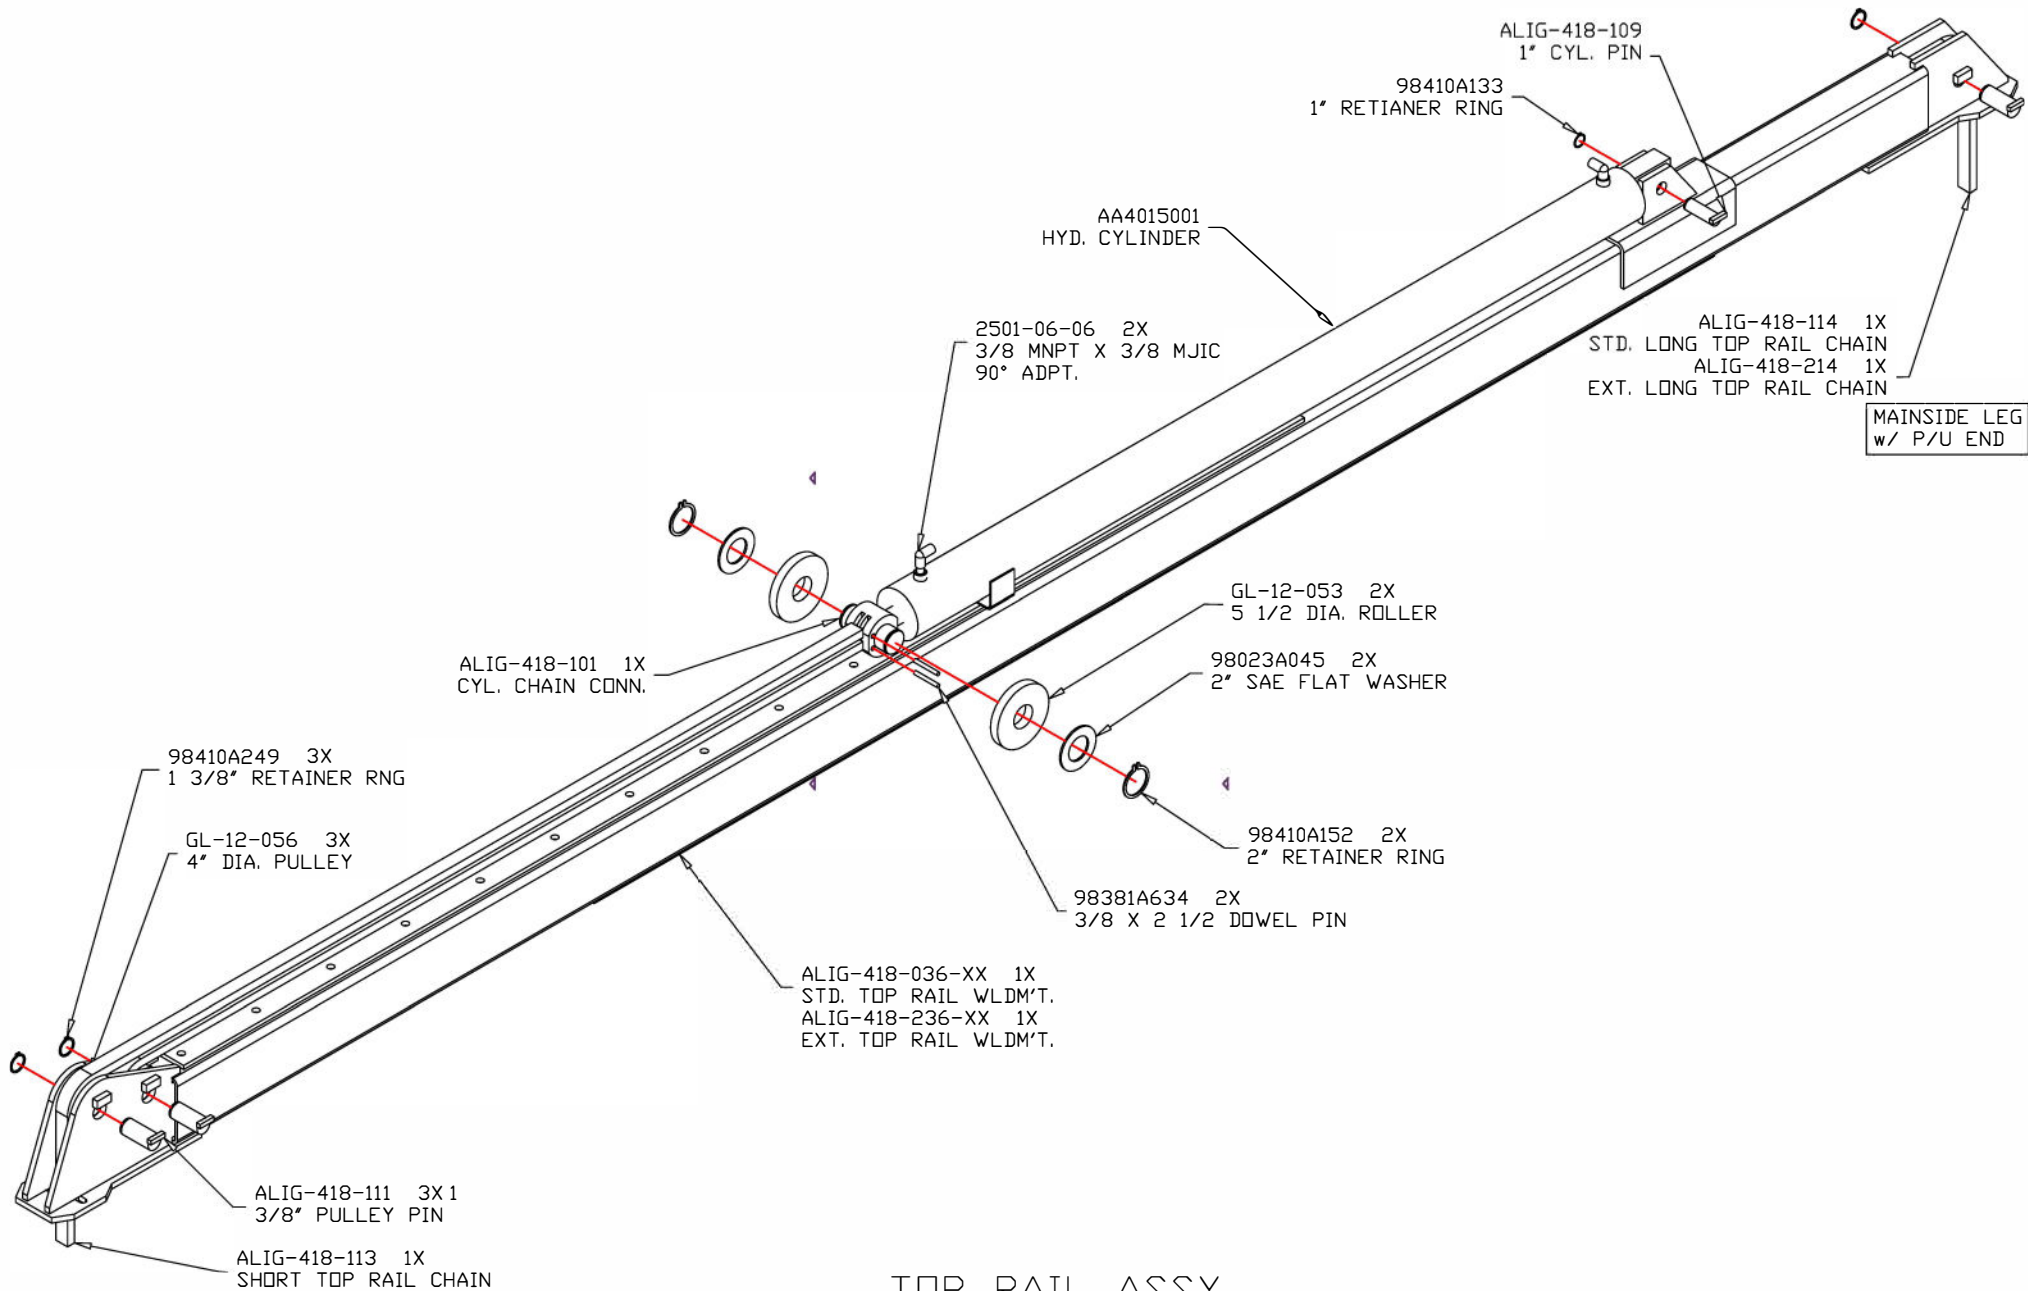 ALIG-418-109
1" CYL. PIN
98410A133
1" RETIANER RING
AA4015001
HYD. CYLINDER
2501-06-06 2X
3/8 MNPT X 3/8 MJIC
90° ADPT.
ALIG-418-114 1X
STD. LONG TOP RAIL CHAIN
ALIG-418-214 1X
EXT. LONG TOP RAIL CHAIN
MAINSIDE LEG
w/ P/U END
GL-12-053 2X
5 1/2 DIA. ROLLER
ALIG-418-101 1X
CYL. CHAIN CONN.
98023A045 2X
2" SAE FLAT WASHER
98410A249 3X
1 3/8" RETAINER RNG
GL-12-056 3X
4" DIA. PULLEY
98410A152 2X
2" RETAINER RING
98381A634 2X
3/8 X 2 1/2 DOWEL PIN
ALIG-418-036-XX 1X
STD. TOP RAIL WLDM'T.
ALIG-418-236-XX 1X
EXT. TOP RAIL WLDM'T.
ALIG-418-111 3X 1
3/8" PULLEY PIN
ALIG-418-113 1X
SHORT TOP RAIL CHAIN
TOP RAIL ASSY